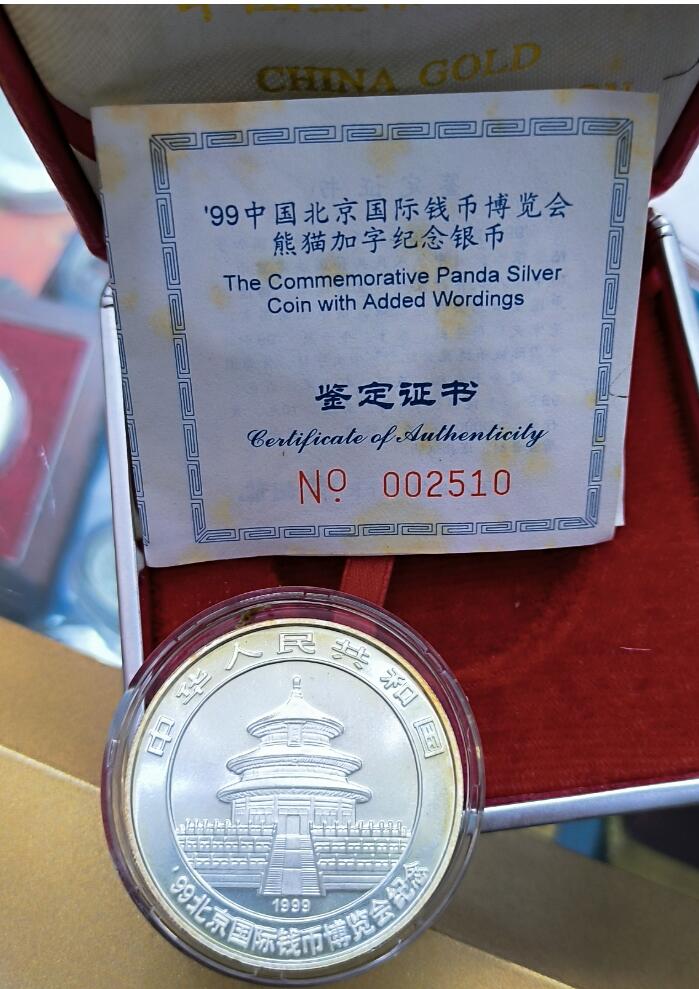 CHINA GOLD
'99中国北京国际钱币博览会
熊猫加字纪念银币
The Commemorative Panda Silver
Coin with Added Wordings
鉴定证书
Certificate of Authenticity
NO 002510
中华人民共和国
1999
'99北京国际钱币博览会纪念